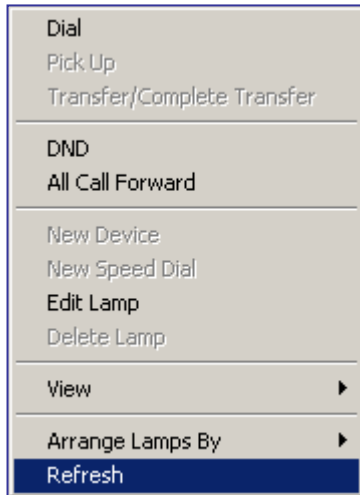 Dial
Pick Up
Transfer/Complete Transfer
DND
All Call Forward
New Device
New Speed Dial
Edit Lamp
Delete Lamp
View
Arrange Lamps By
Refresh